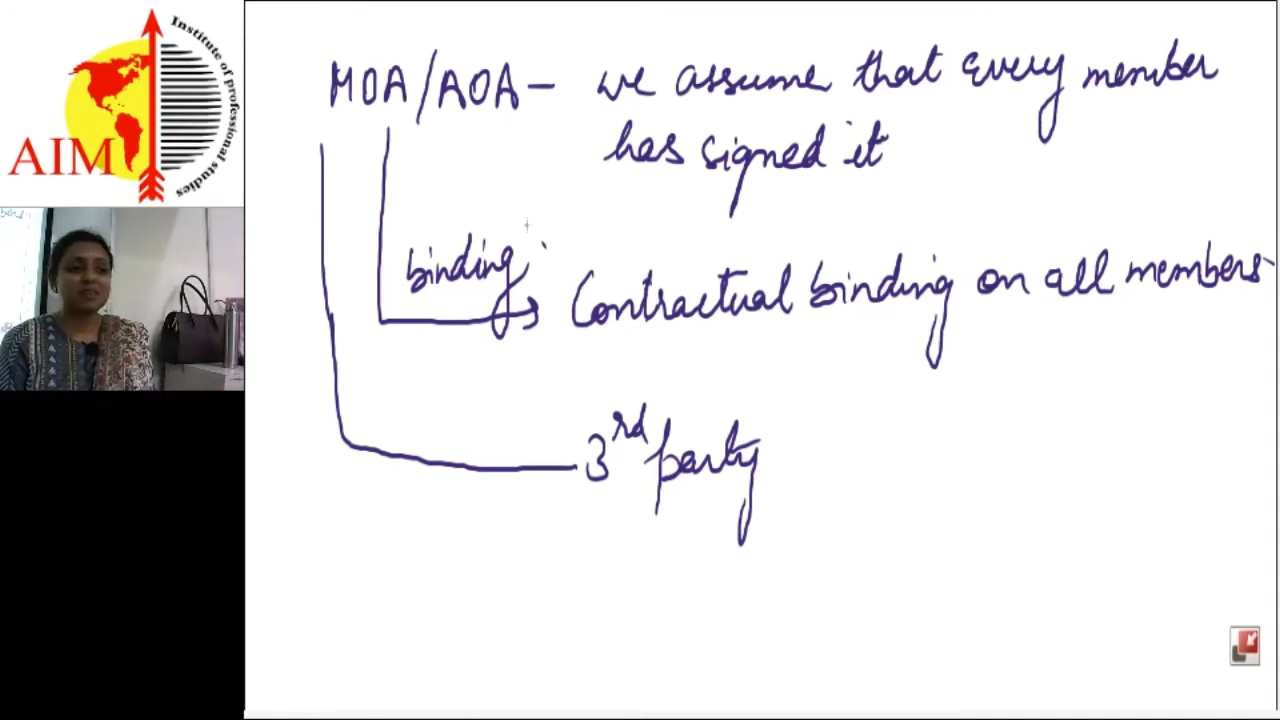 AIM
Institute of professional studies
MOA/AOA – we assume that every member
has signed it
binding
Contractual binding on all members
3rd party